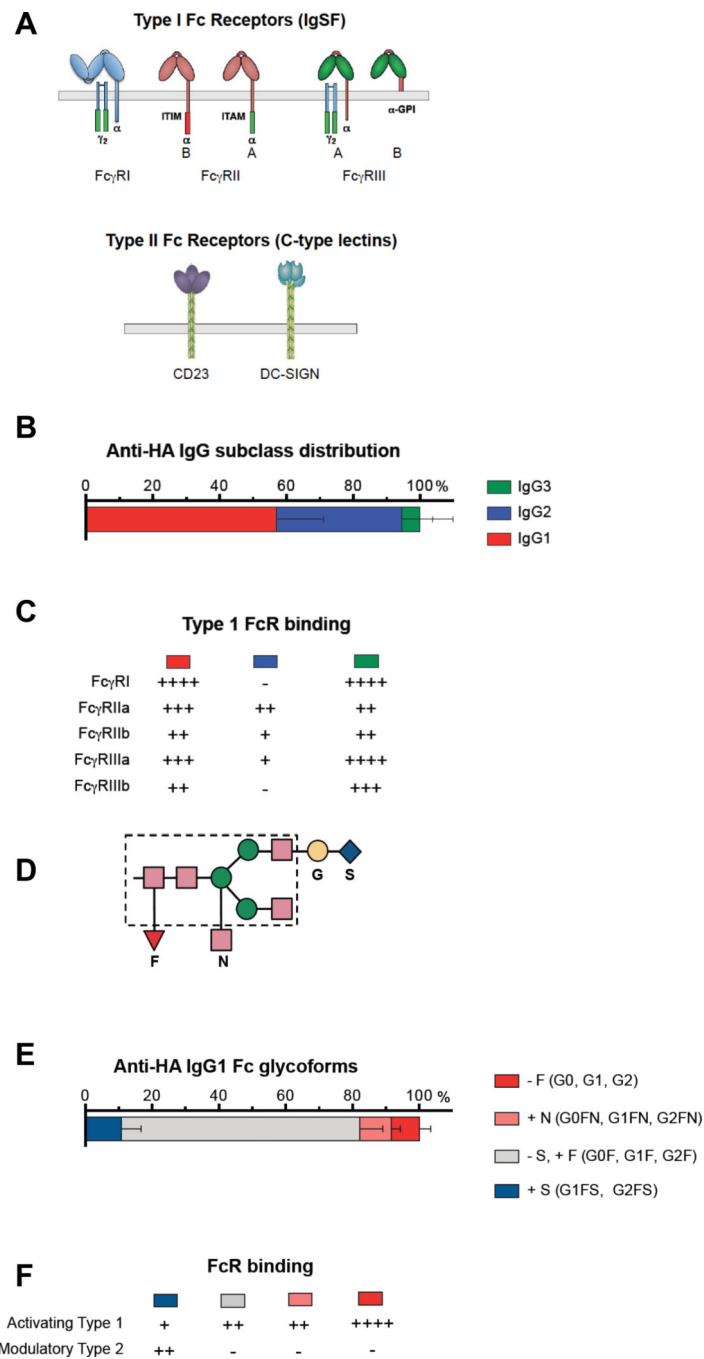 A
Type I Fc Receptors (IgSF)
ITIM ITAM α-GPI
γ2 α α α γ2 α
B A A B
FcγRI FcγRII FcγRIII
Type II Fc Receptors (C-type lectins)
CD23 DC-SIGN
B
Anti-HA IgG subclass distribution
0 20 40 60 80 100 %
IgG3
IgG2
IgG1
C
Type 1 FcR binding
FcγRI ++++ - ++++
FcγRIIa +++ ++ ++
FcγRIIb ++ + ++
FcγRIIIa +++ + ++++
FcγRIIIb ++ - +++
D
G S
F N
E
Anti-HA IgG1 Fc glycoforms
0 20 40 60 80 100 %
- F (G0, G1, G2)
+ N (G0FN, G1FN, G2FN)
- S, + F (G0F, G1F, G2F)
+ S (G1FS, G2FS)
F
FcR binding
Activating Type 1 + ++ ++ ++++
Modulatory Type 2 ++ - - -